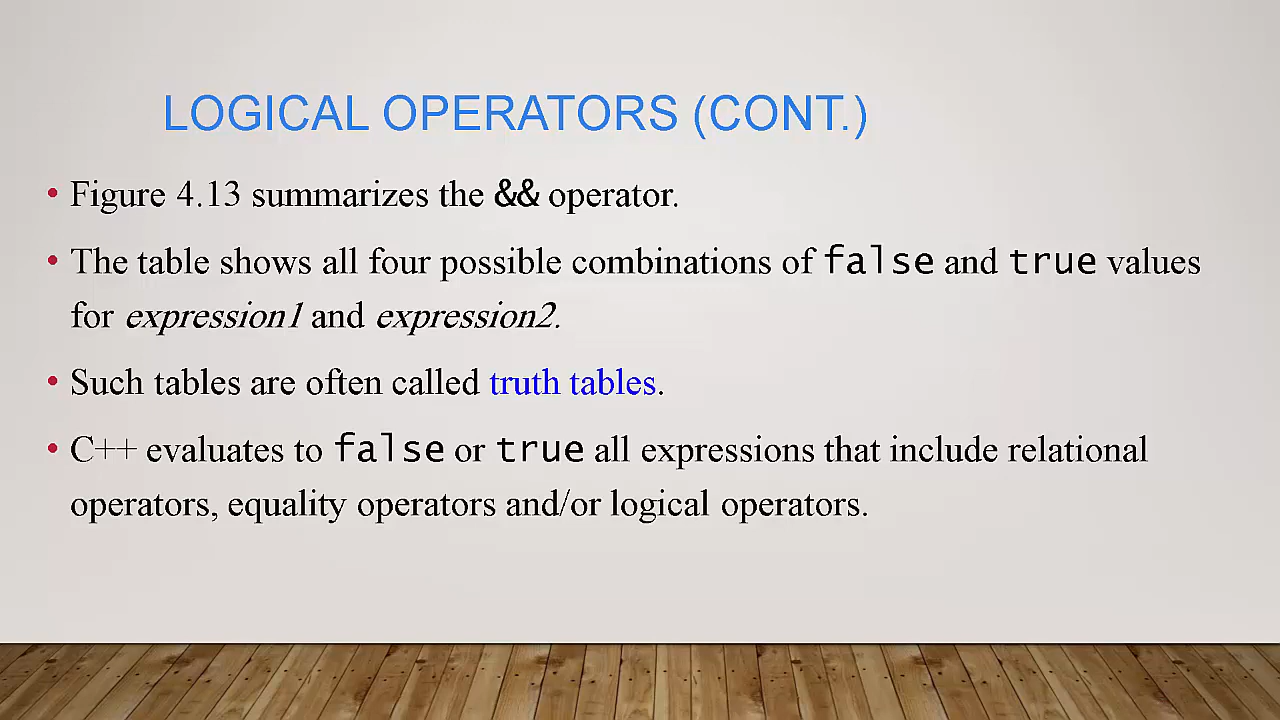 LOGICAL OPERATORS (CONT.)
• Figure 4.13 summarizes the && operator.
• The table shows all four possible combinations of false and true values
for expression1 and expression2.
• Such tables are often called truth tables.
• C++ evaluates to false or true all expressions that include relational
operators, equality operators and/or logical operators.